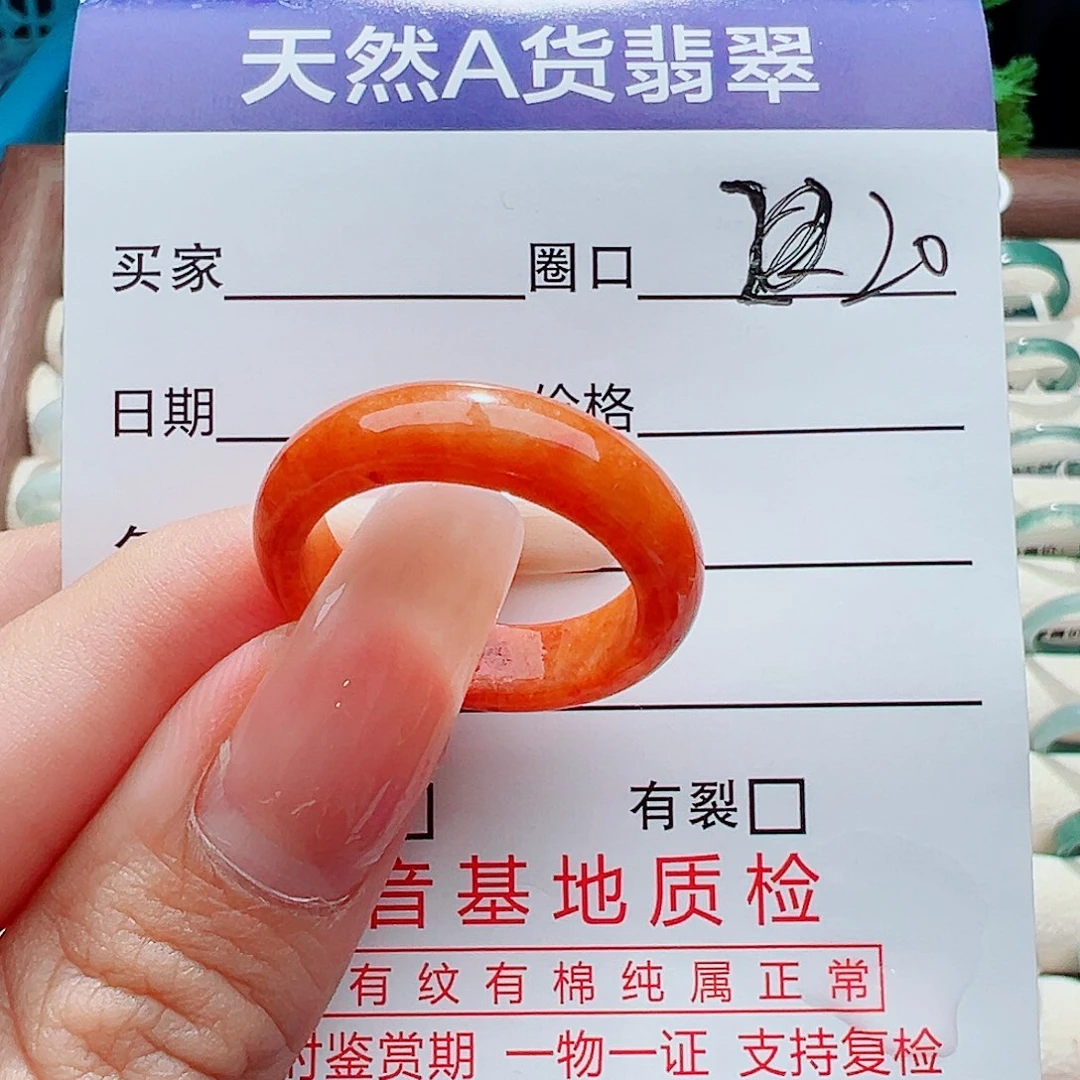 天然A货翡翠
买家 圈口 20
日期 价格
有裂
音基地质检
有纹有棉纯属正常
时鉴赏期 一物一证 支持复检